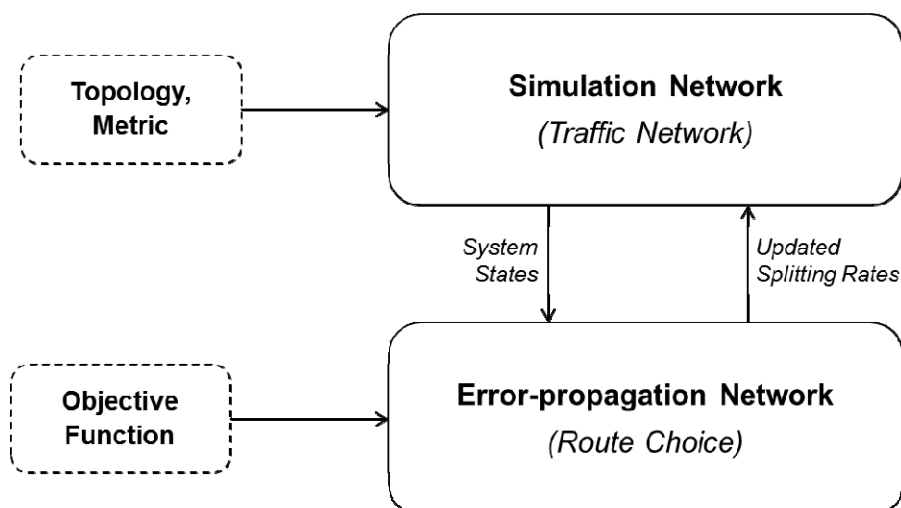 Topology,
Metric
Simulation Network
(Traffic Network)
System
States
Updated
Splitting Rates
Objective
Function
Error-propagation Network
(Route Choice)